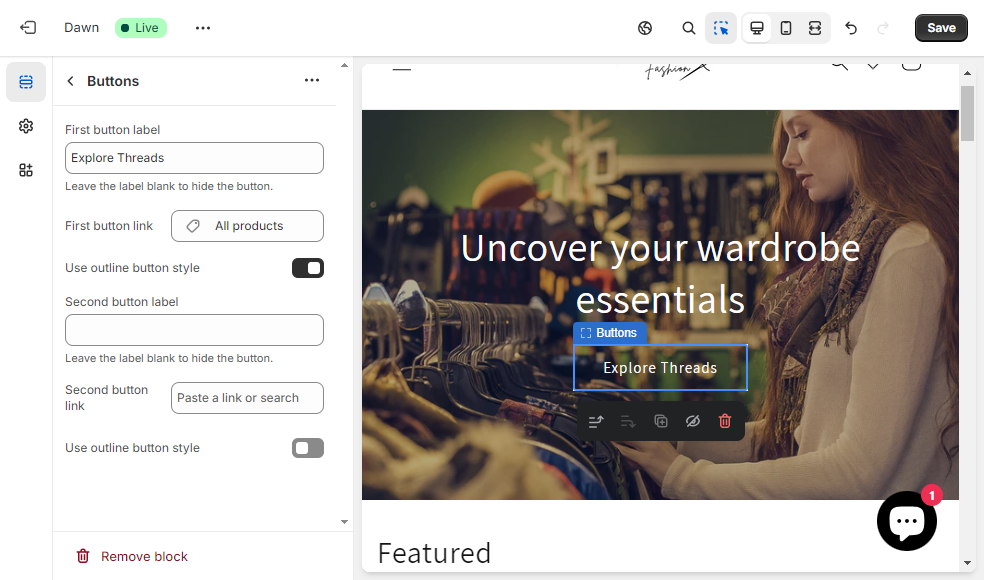 Dawn
Live
Save
Buttons
First button label
Explore Threads
Leave the label blank to hide the button.
First button link
All products
Use outline button style
Second button label
Leave the label blank to hide the button.
Second button
link
Paste a link or search
Use outline button style
Remove block
Fashion X
Uncover your wardrobe
essentials
Buttons
Explore Threads
1
Featured